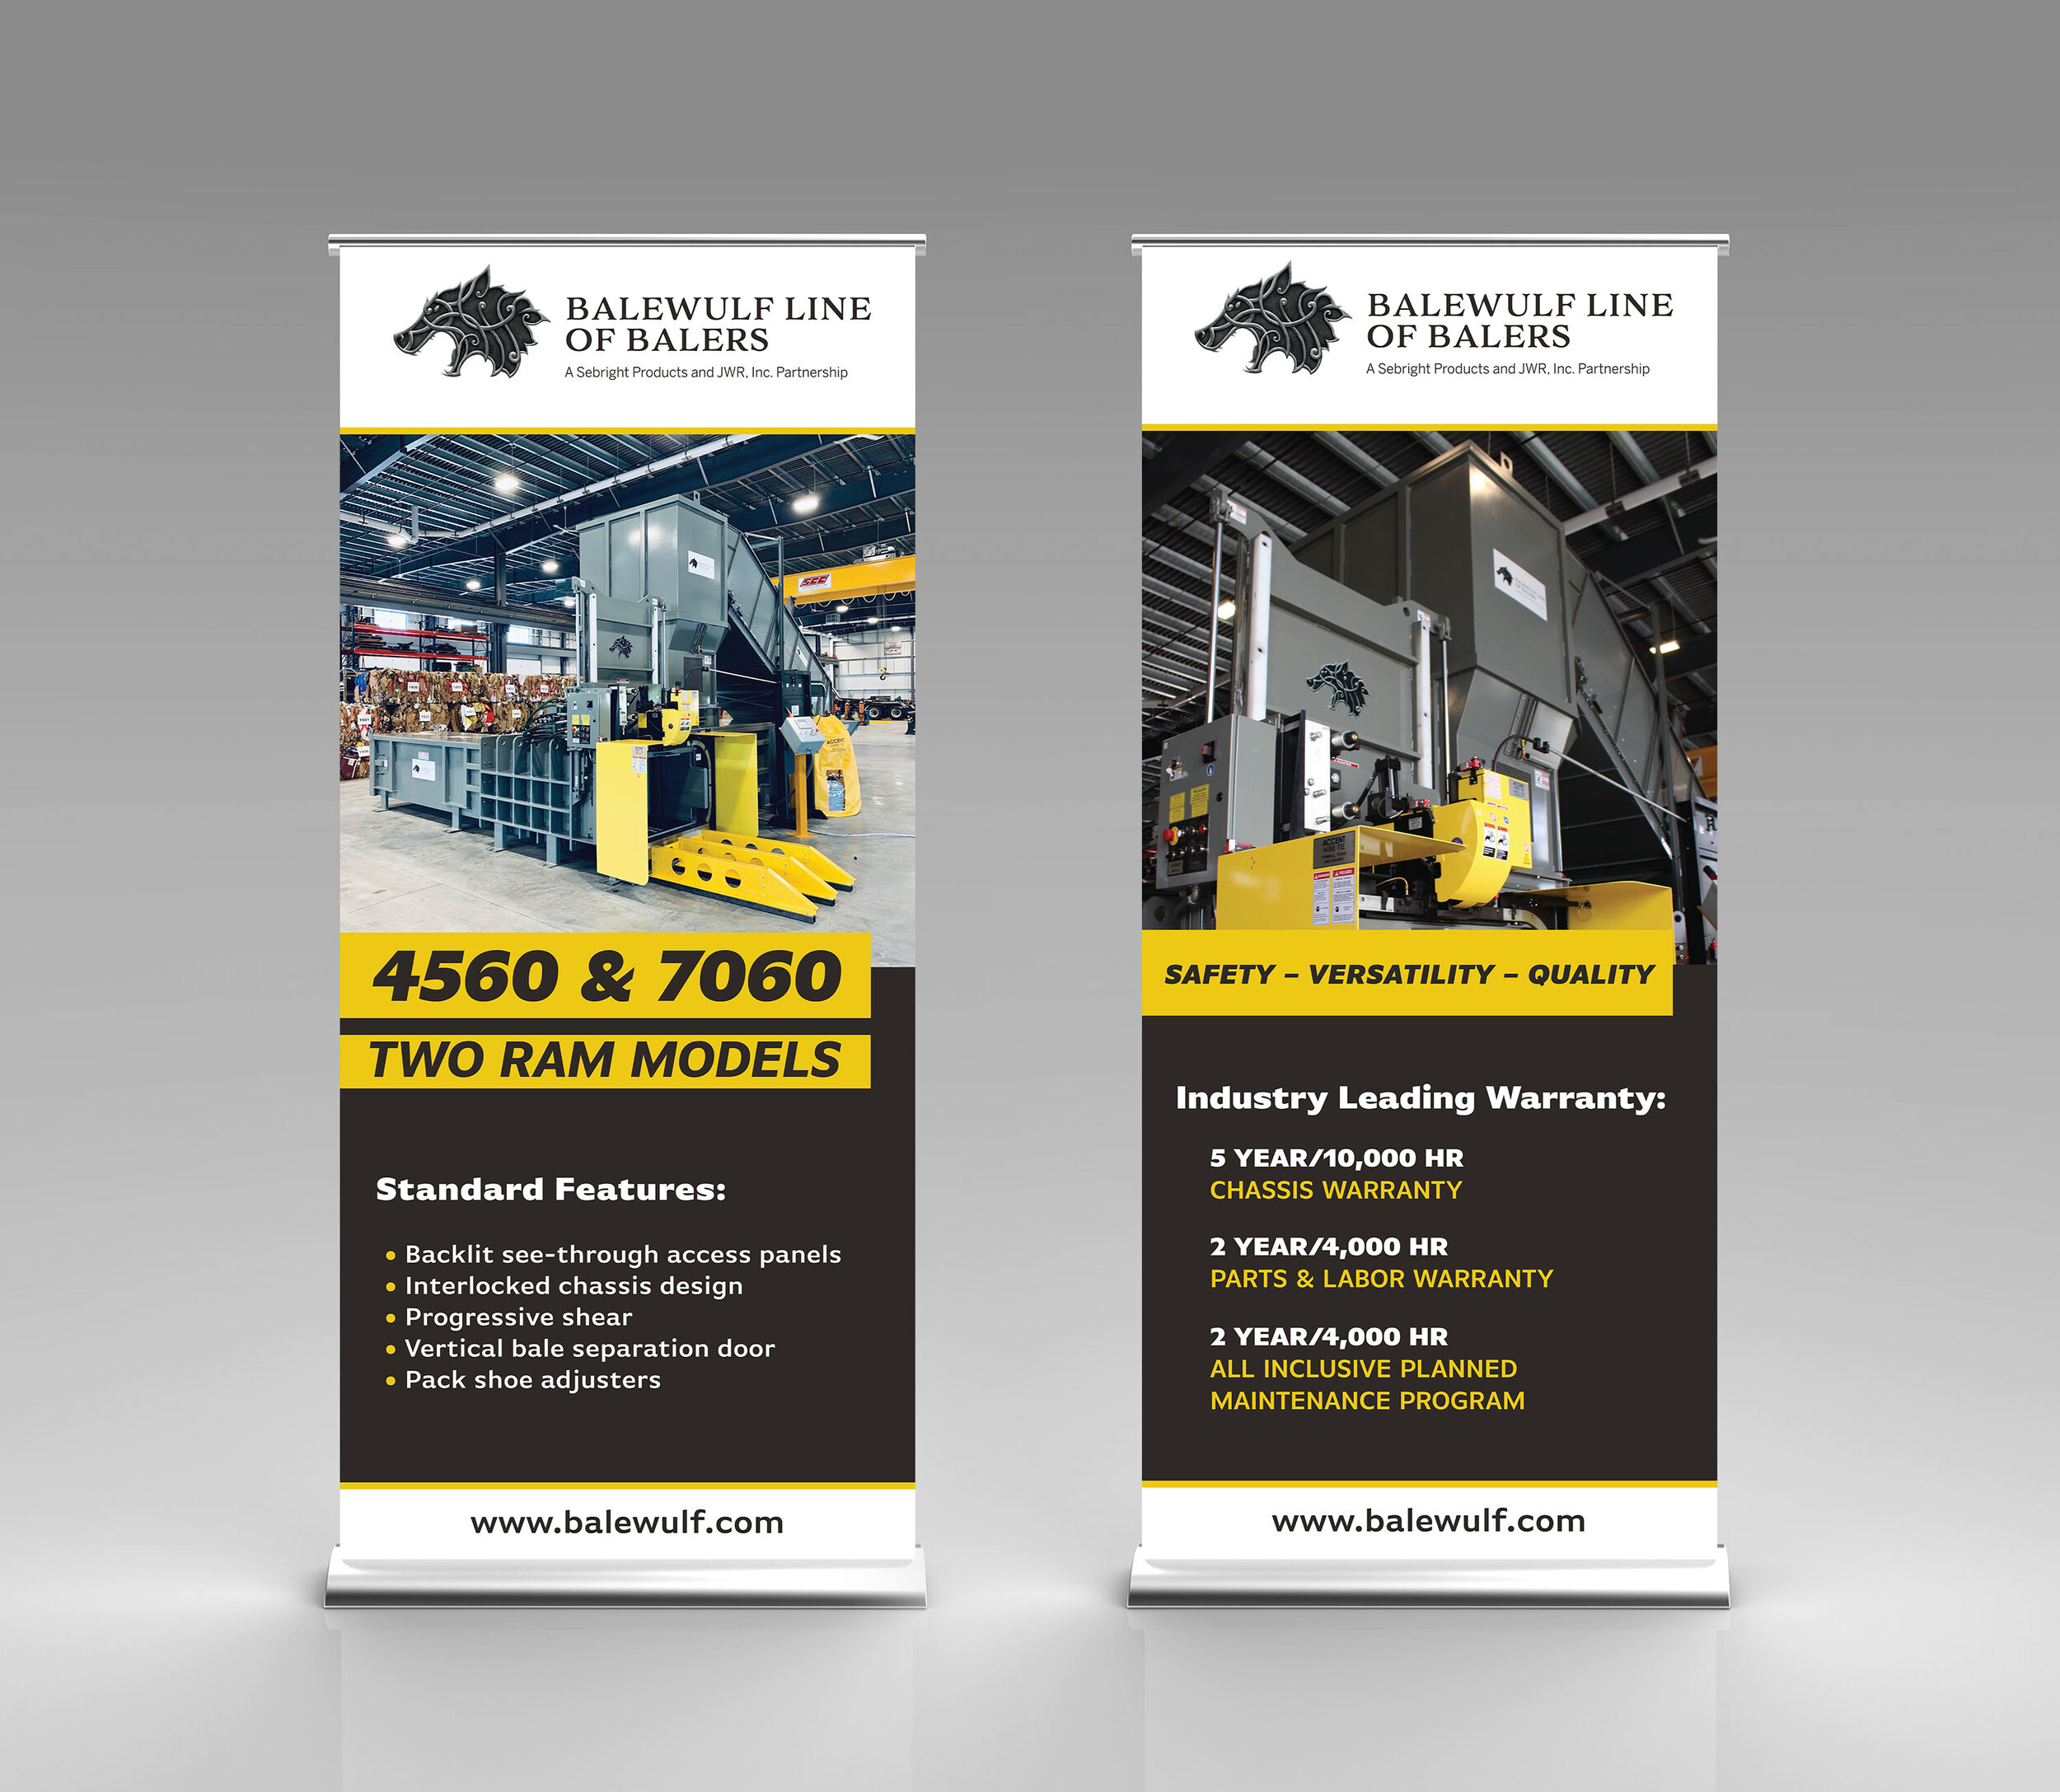 BALEWULF LINE
OF BALERS
A Sebright Products and JWR, Inc. Partnership
4560 & 7060
TWO RAM MODELS
Standard Features:
• Backlit see-through access panels
• Interlocked chassis design
• Progressive shear
• Vertical bale separation door
• Pack shoe adjusters
www.balewulf.com
BALEWULF LINE
OF BALERS
A Sebright Products and JWR, Inc. Partnership
ACCENT
WIRE-TIE
SAFETY – VERSATILITY – QUALITY
Industry Leading Warranty:
5 YEAR/10,000 HR
CHASSIS WARRANTY
2 YEAR/4,000 HR
PARTS & LABOR WARRANTY
2 YEAR/4,000 HR
ALL INCLUSIVE PLANNED
MAINTENANCE PROGRAM
www.balewulf.com